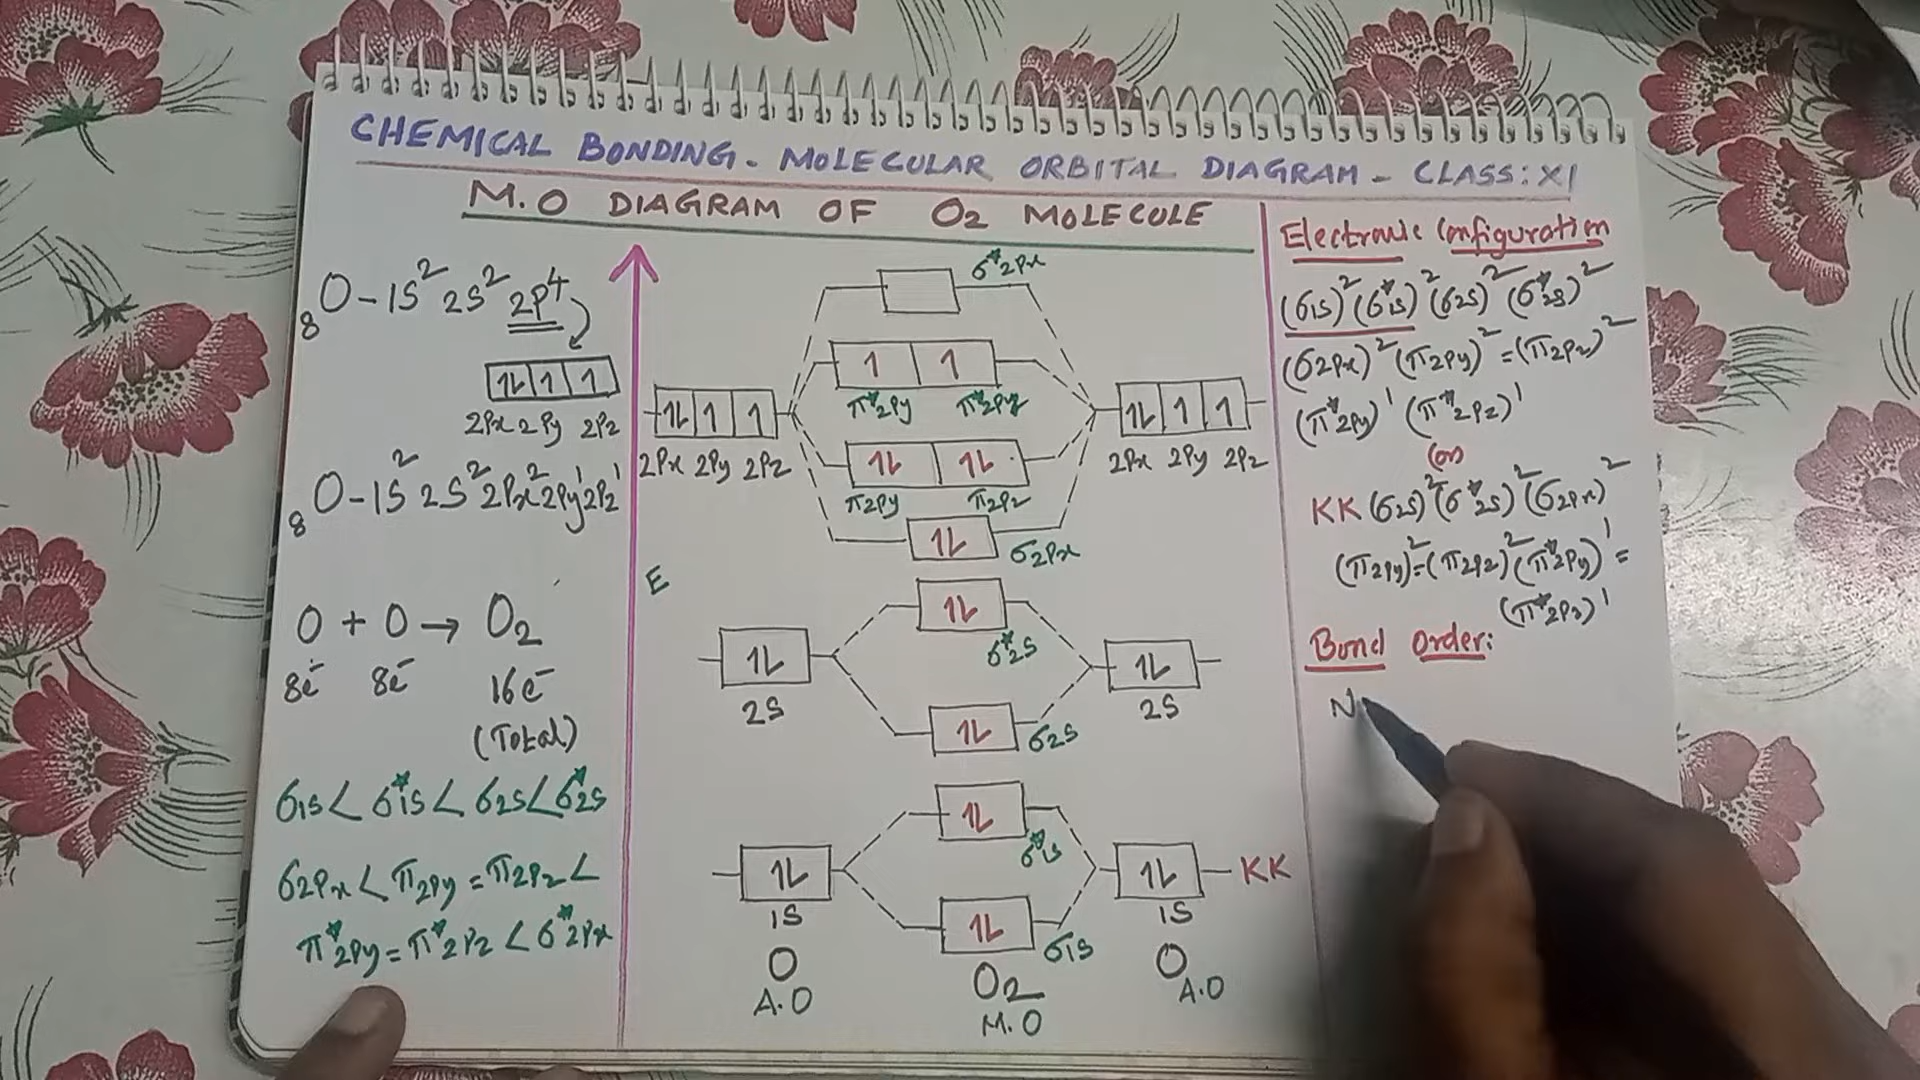 CHEMICAL BONDING - MOLECULAR ORBITAL DIAGRAM - CLASS: XI
M.O DIAGRAM OF O2 MOLECULE
8O - 1S² 2S² 2P⁴
1L 1 1
2Px 2Py 2Pz
8O - 1S² 2S² 2Px² 2Py¹ 2Pz¹
O + O → O2
8e⁻ 8e⁻ 16e⁻
(Total)
σ1s < σ*1s < σ2s < σ*2s
σ2Px < π2Py = π2Pz <
π*2Py = π*2Pz < σ*2Px
E
σ*2Px
1 1
π*2Py π*2Pz
1L 1 1
1L 1 1
2Px 2Py 2Pz
2Px 2Py 2Pz
1L 1L
π2Py π2Pz
1L σ2Px
1L
σ*2s
1L
1L
2S
2S
1L σ2s
1L
σ*1s
1L
1L KK
1S
1S
1L σ1s
O O2 O
A.O M.O A.O
Electronic Configuration
(σ1s)² (σ*1s)² (σ2s)² (σ*2s)²
(σ2Px)² (π2Py)² = (π2Pz)²
(π*2Py)¹ (π*2Pz)¹
(or)
KK (σ2s)² (σ*2s)² (σ2Px)²
(π2Py)² = (π2Pz)² (π*2Py)¹ =
(π*2Pz)¹
Bond Order:
N